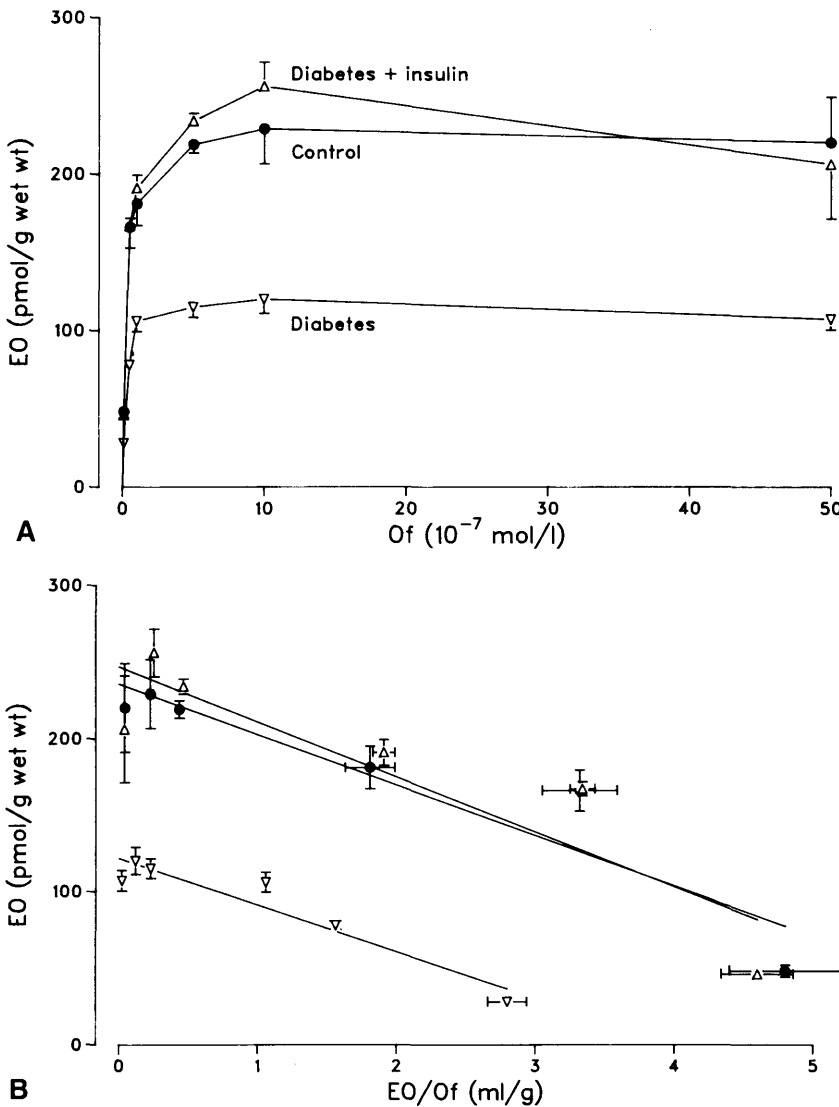 300
200
100
0
EO (pmol/g wet wt)
Diabetes + insulin
Control
Diabetes
0 10 20 30 40 50
Of (10⁻⁷ mol/l)
A
300
200
100
0
EO (pmol/g wet wt)
0 1 2 3 4 5
EO/Of (ml/g)
B